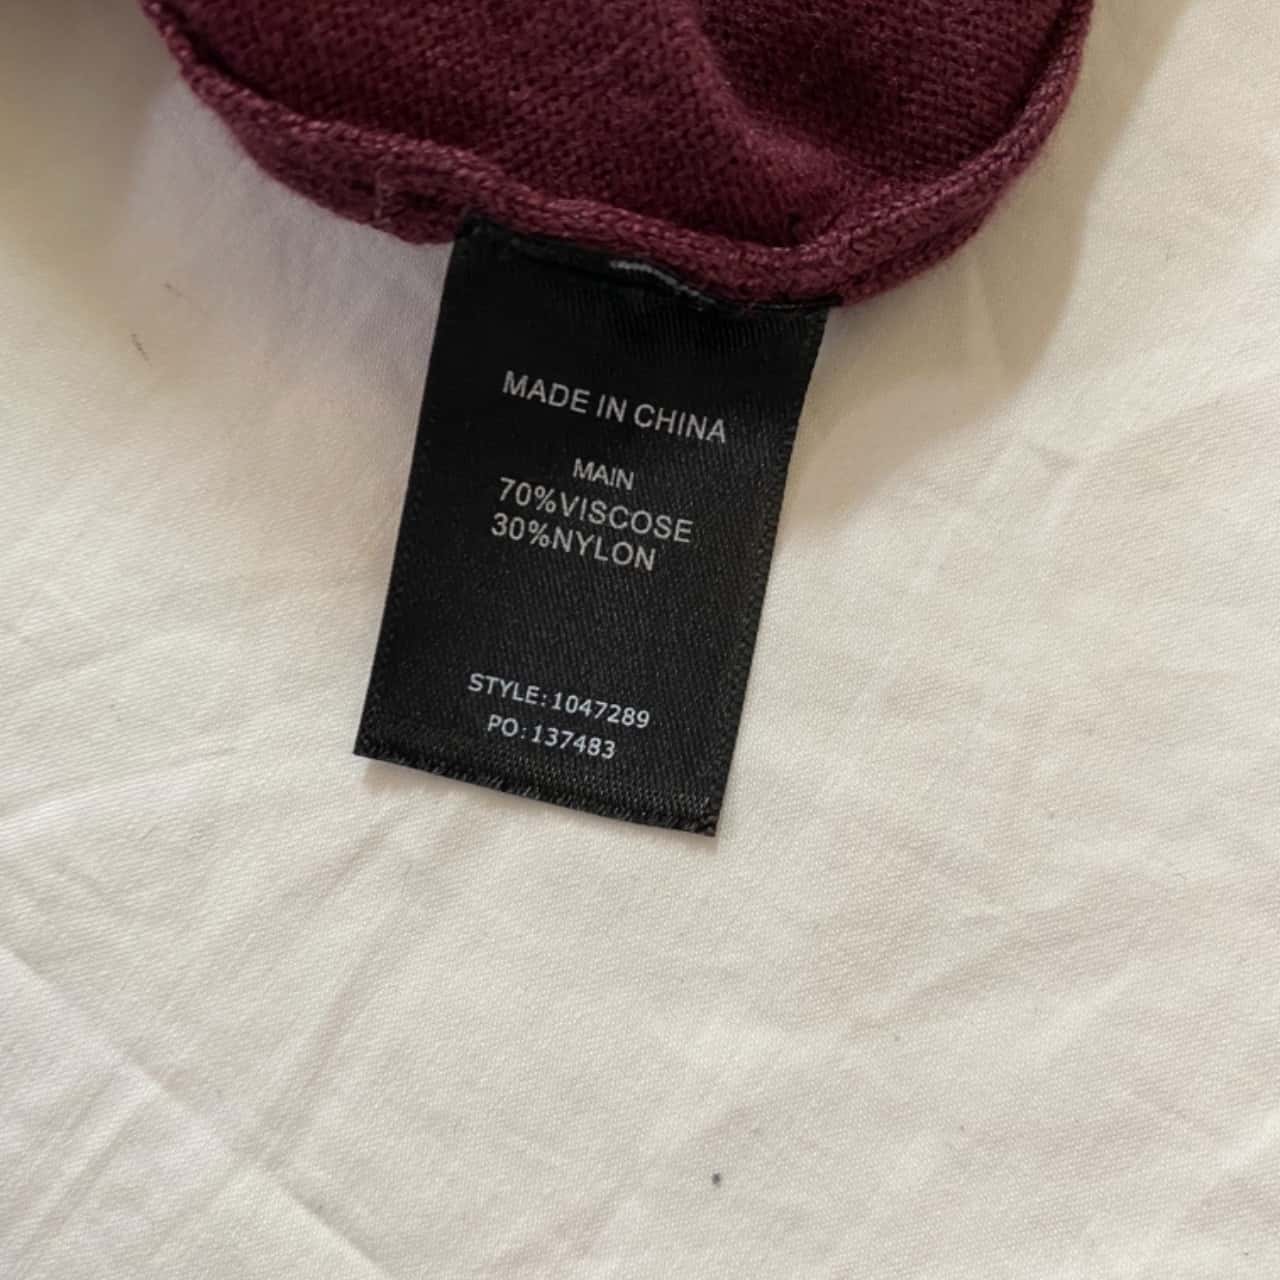 MADE IN CHINA
MAIN
70%VISCOSE
30%NYLON
STYLE:1047289
PO:137483